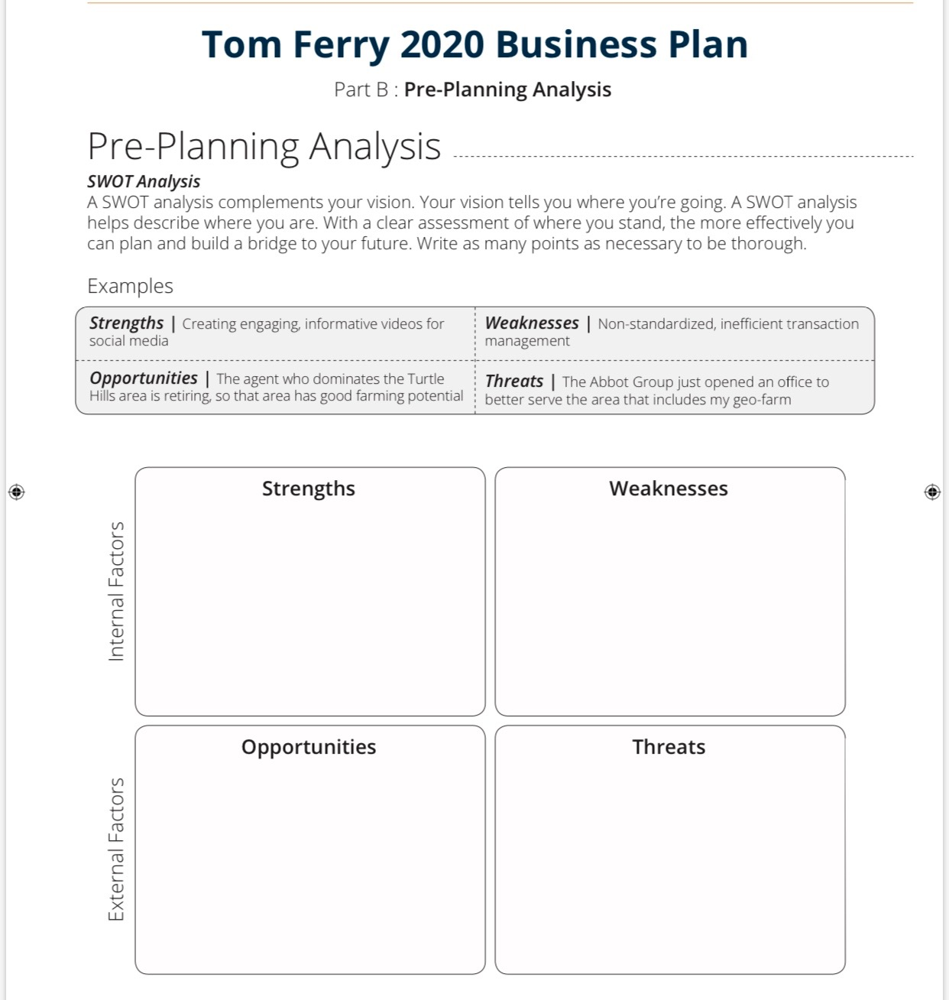 Tom Ferry 2020 Business Plan
Part B : Pre-Planning Analysis
Pre-Planning Analysis
SWOT Analysis
A SWOT analysis complements your vision. Your vision tells you where you’re going. A SWOT analysis
helps describe where you are. With a clear assessment of where you stand, the more effectively you
can plan and build a bridge to your future. Write as many points as necessary to be thorough.
Examples
Strengths | Creating engaging, informative videos for
social media
Weaknesses | Non-standardized, inefficient transaction
management
Opportunities | The agent who dominates the Turtle
Hills area is retiring, so that area has good farming potential
Threats | The Abbot Group just opened an office to
better serve the area that includes my geo-farm
Internal Factors
Strengths
Weaknesses
External Factors
Opportunities
Threats